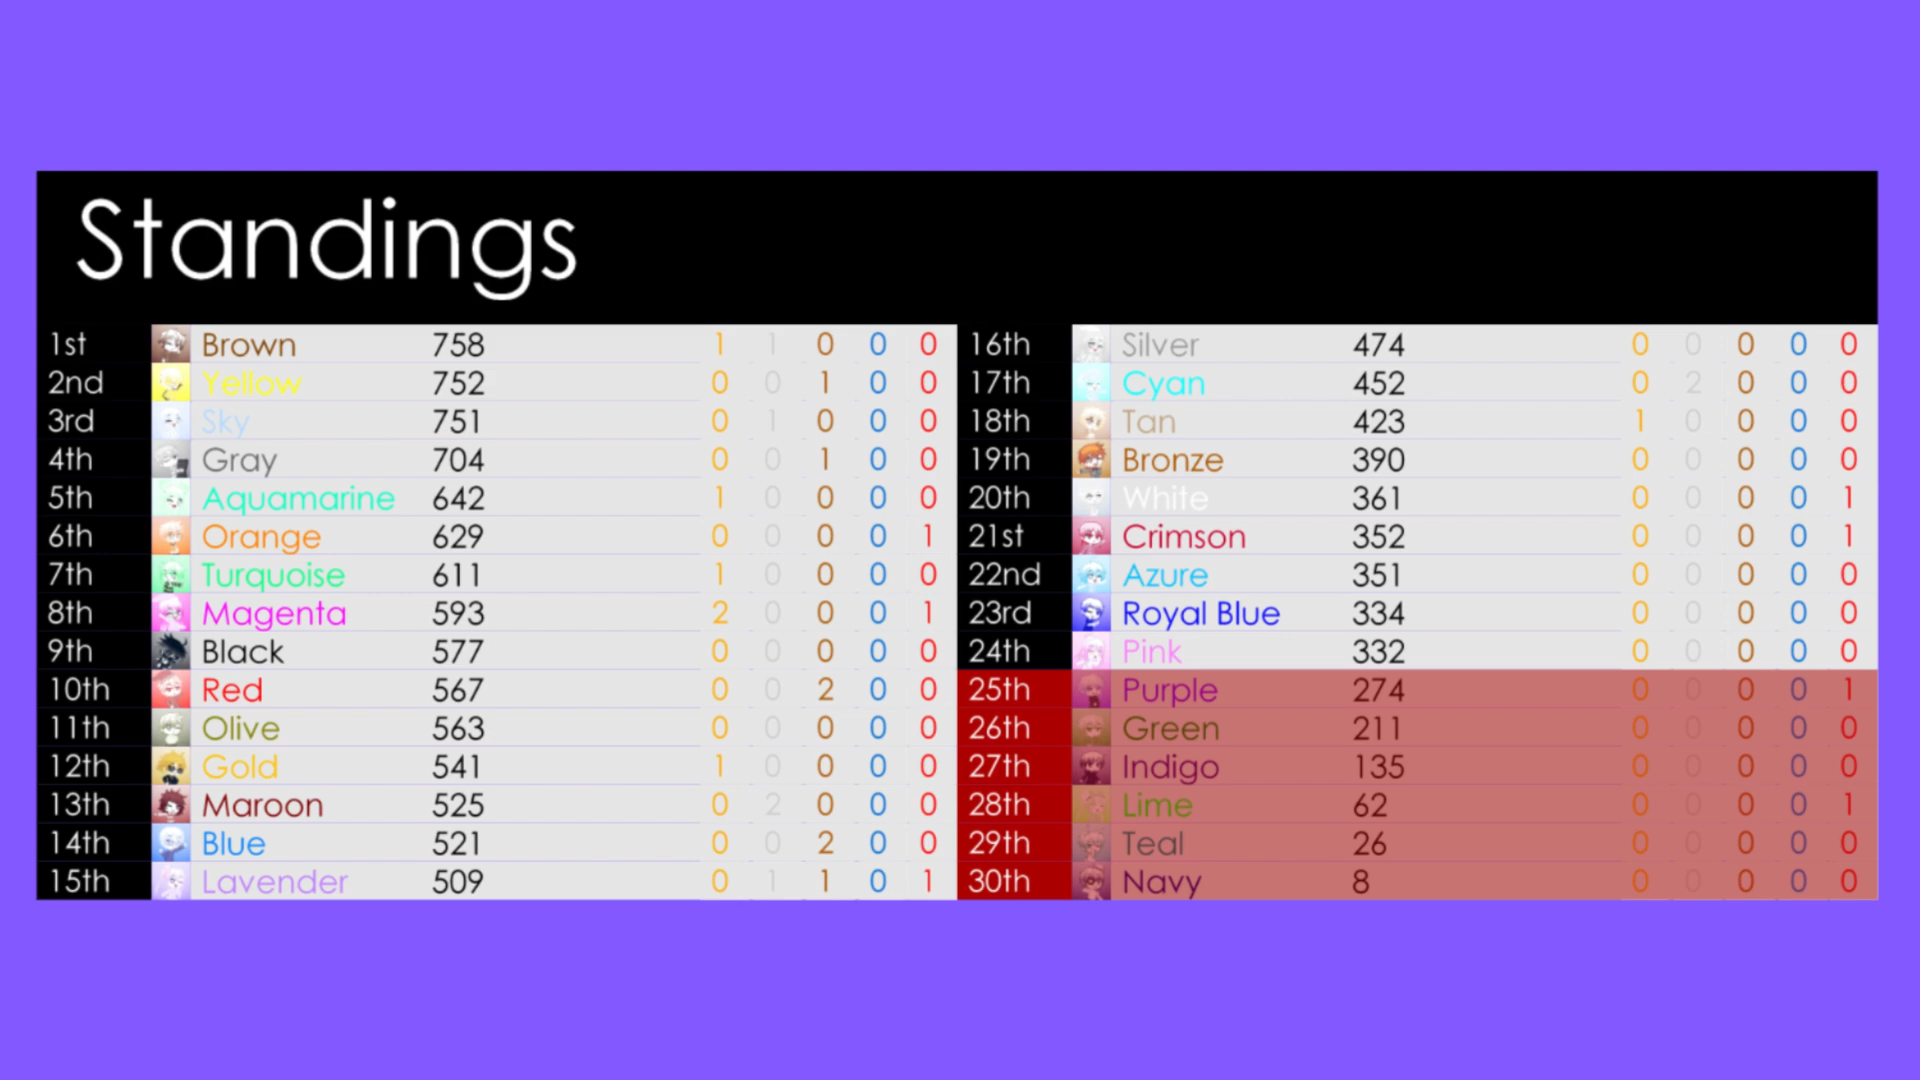 Standings
1st Brown 758 1 1 0 0 0
2nd Yellow 752 0 0 1 0 0
3rd Sky 751 0 1 0 0 0
4th Gray 704 0 0 1 0 0
5th Aquamarine 642 1 0 0 0 0
6th Orange 629 0 0 0 0 1
7th Turquoise 611 1 0 0 0 0
8th Magenta 593 2 0 0 0 1
9th Black 577 0 0 0 0 0
10th Red 567 0 0 2 0 0
11th Olive 563 0 0 0 0 0
12th Gold 541 1 0 0 0 0
13th Maroon 525 0 2 0 0 0
14th Blue 521 0 0 2 0 0
15th Lavender 509 0 1 1 0 1
16th Silver 474 0 0 0 0 0
17th Cyan 452 0 2 0 0 0
18th Tan 423 1 0 0 0 0
19th Bronze 390 0 0 0 0 0
20th White 361 0 0 0 0 1
21st Crimson 352 0 0 0 0 1
22nd Azure 351 0 0 0 0 0
23rd Royal Blue 334 0 0 0 0 0
24th Pink 332 0 0 0 0 0
25th Purple 274 0 0 0 0 1
26th Green 211 0 0 0 0 0
27th Indigo 135 0 0 0 0 0
28th Lime 62 0 0 0 0 1
29th Teal 26 0 0 0 0 0
30th Navy 8 0 0 0 0 0